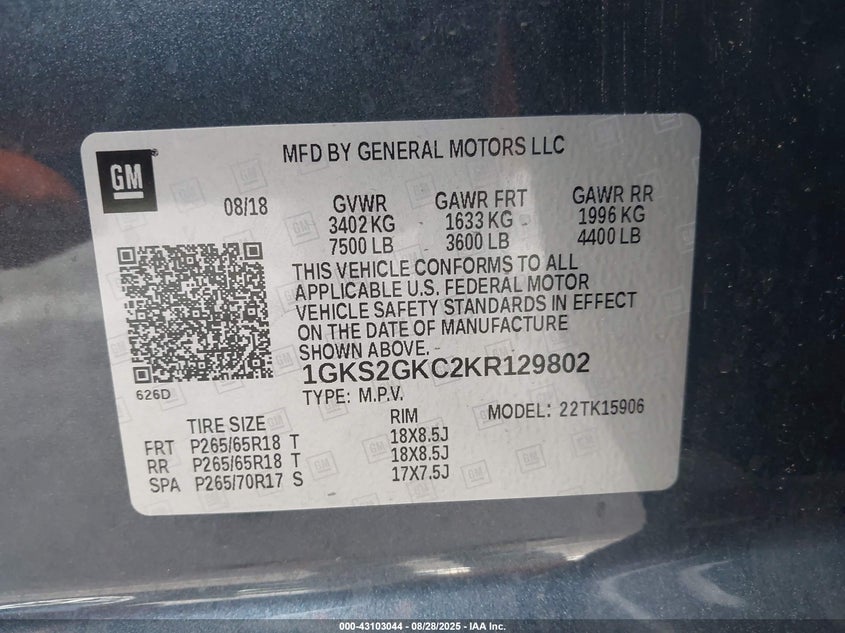 GM
MFD BY GENERAL MOTORS LLC
08/18
GVWR
3402 KG
7500 LB
GAWR FRT
1633 KG
3600 LB
GAWR RR
1996 KG
4400 LB
THIS VEHICLE CONFORMS TO ALL
APPLICABLE U.S. FEDERAL MOTOR
VEHICLE SAFETY STANDARDS IN EFFECT
ON THE DATE OF MANUFACTURE
SHOWN ABOVE.
626D
1GKS2GKC2KR129802
TYPE: M.P.V.
MODEL: 22TK15906
TIRE SIZE
RIM
FRT P265/65R18 T 18X8.5J
RR P265/65R18 T 18X8.5J
SPA P265/70R17 S 17X7.5J
000-43103044 / 08/28/2025 - IAA Inc.